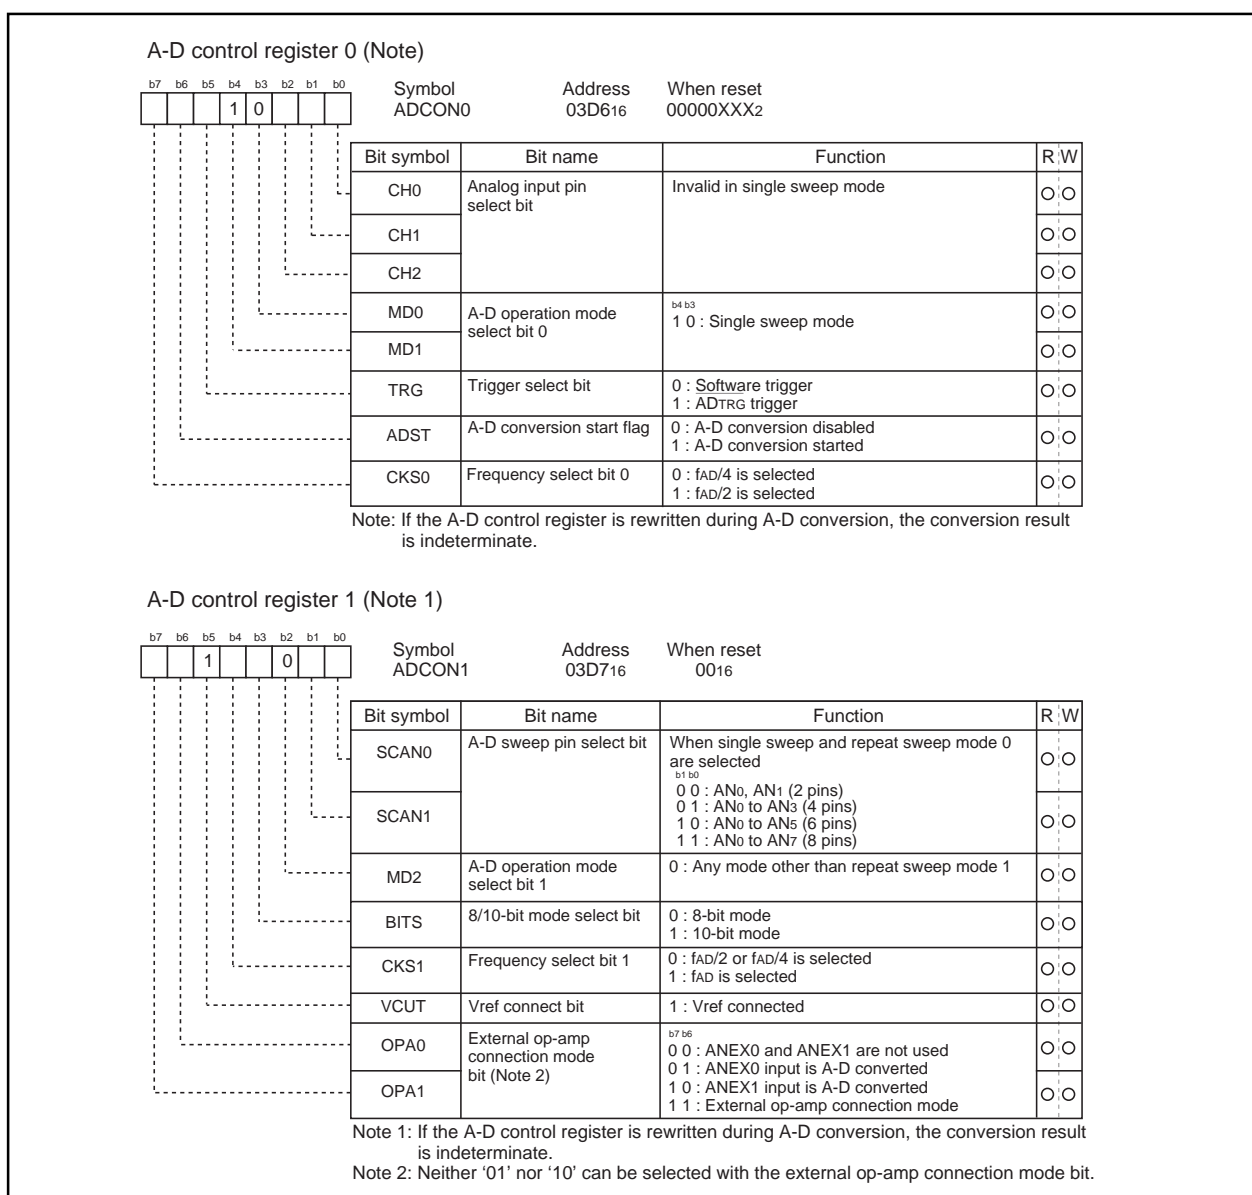 A-D control register 0 (Note)
b7 b6 b5 b4 b3 b2 b1 b0
1 0
Symbol Address When reset
ADCON0 03D616 00000XXX2
Bit symbol Bit name Function R W
CH0 Analog input pin select bit Invalid in single sweep mode
CH1
CH2
MD0 A-D operation mode select bit 0
b4 b3
1 0 : Single sweep mode
MD1
TRG Trigger select bit 0 : Software trigger
1 : ADTRG trigger
ADST A-D conversion start flag 0 : A-D conversion disabled
1 : A-D conversion started
CKS0 Frequency select bit 0 0 : fAD/4 is selected
1 : fAD/2 is selected
Note: If the A-D control register is rewritten during A-D conversion, the conversion result
is indeterminate.
A-D control register 1 (Note 1)
b7 b6 b5 b4 b3 b2 b1 b0
1 0
Symbol Address When reset
ADCON1 03D716 0016
Bit symbol Bit name Function R W
SCAN0 A-D sweep pin select bit When single sweep and repeat sweep mode 0
are selected
b1 b0
0 0 : AN0, AN1 (2 pins)
0 1 : AN0 to AN3 (4 pins)
1 0 : AN0 to AN5 (6 pins)
1 1 : AN0 to AN7 (8 pins)
SCAN1
MD2 A-D operation mode select bit 1 0 : Any mode other than repeat sweep mode 1
BITS 8/10-bit mode select bit 0 : 8-bit mode
1 : 10-bit mode
CKS1 Frequency select bit 1 0 : fAD/2 or fAD/4 is selected
1 : fAD is selected
VCUT Vref connect bit 1 : Vref connected
OPA0 External op-amp connection mode bit (Note 2)
b7 b6
0 0 : ANEX0 and ANEX1 are not used
0 1 : ANEX0 input is A-D converted
1 0 : ANEX1 input is A-D converted
1 1 : External op-amp connection mode
OPA1
Note 1: If the A-D control register is rewritten during A-D conversion, the conversion result
is indeterminate.
Note 2: Neither ‘01’ nor ‘10’ can be selected with the external op-amp connection mode bit.